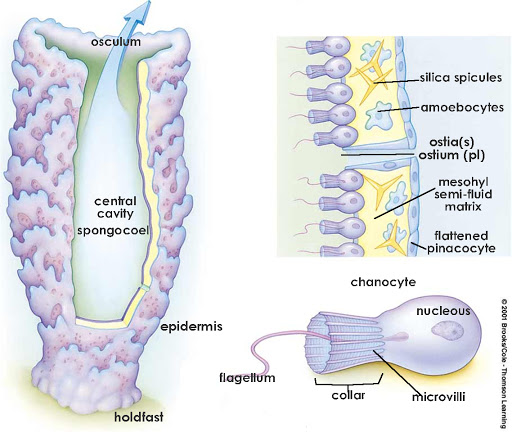 osculum
central
cavity
spongocoel
epidermis
holdfast
silica spicules
amoebocytes
ostia(s)
ostium (pl)
mesohyl
semi-fluid
matrix
flattened
pinacocyte
chanocyte
nucleous
flagellum
collar
microvilli
© 2001 Brooks/Cole - Thomson Learning